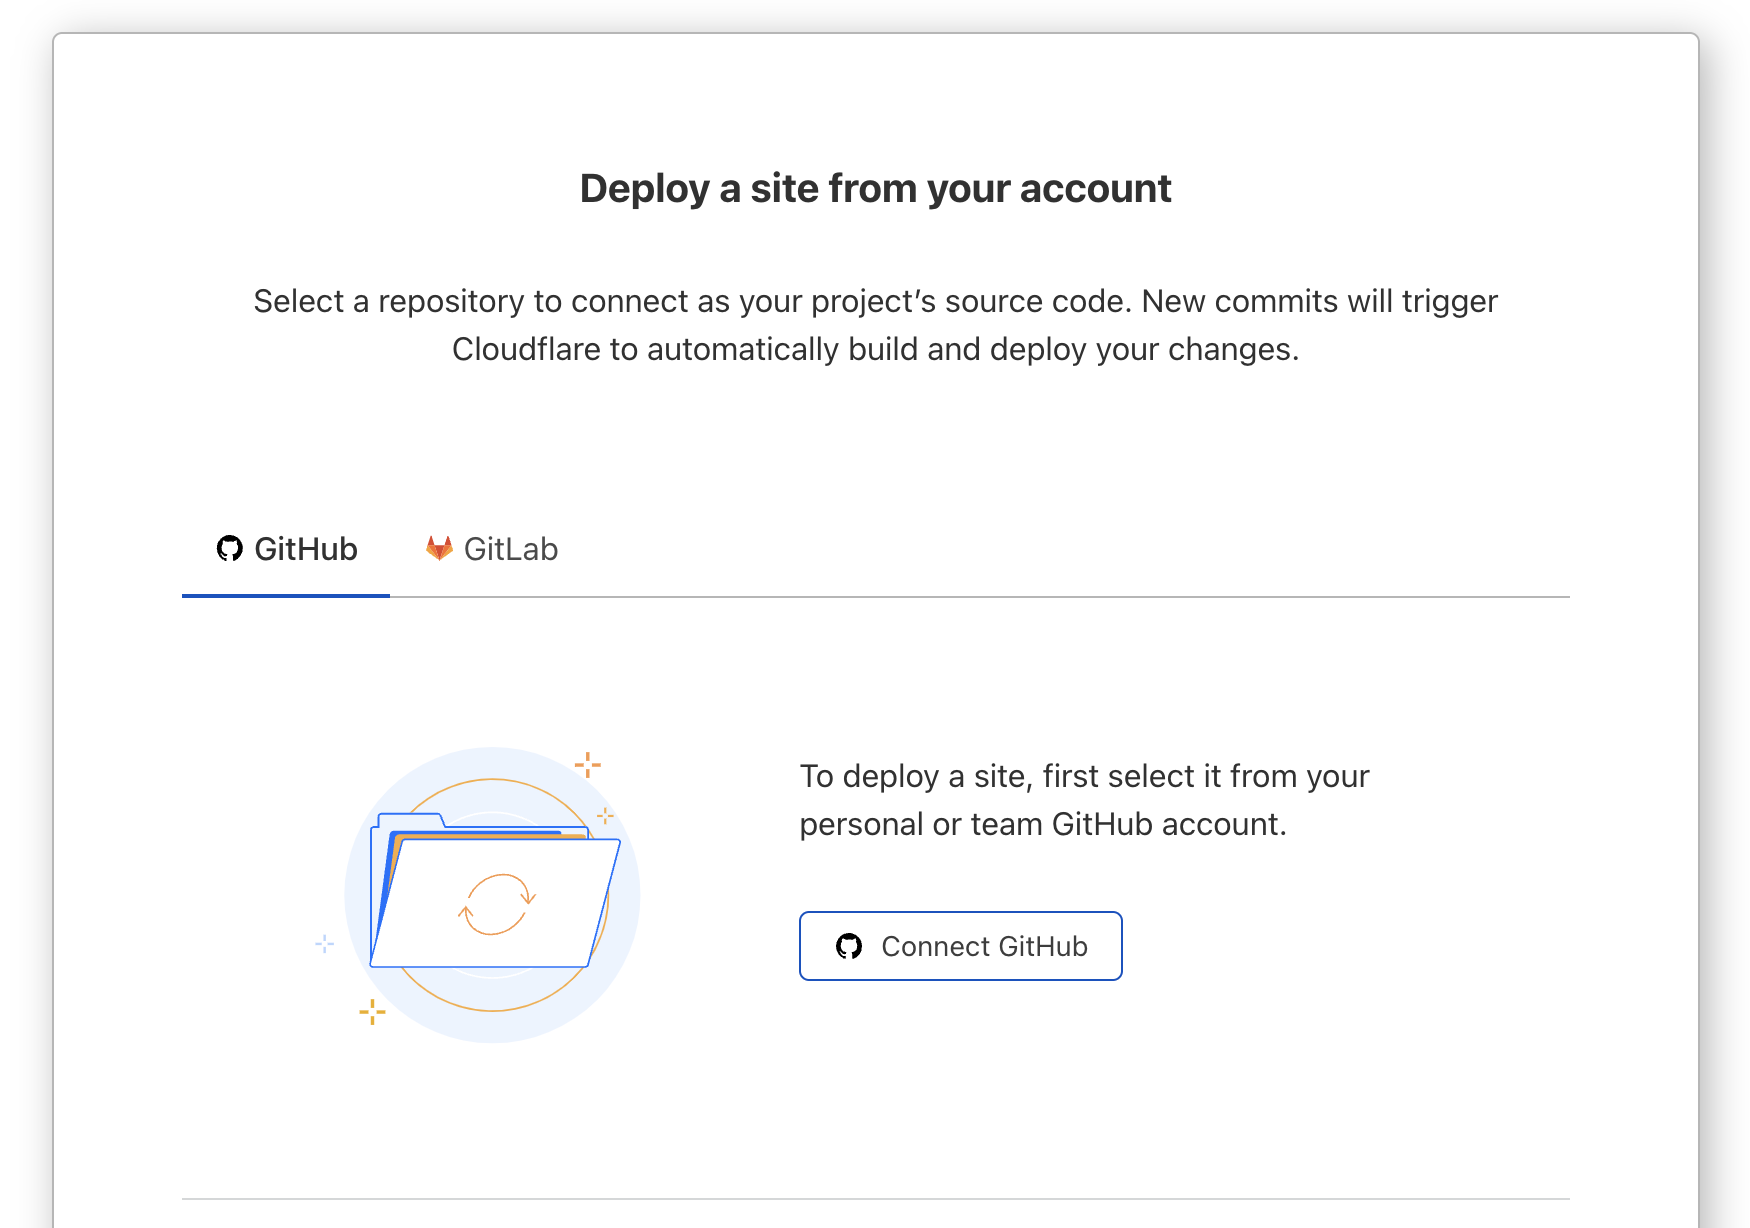 Deploy a site from your account
Select a repository to connect as your project’s source code. New commits will trigger
Cloudflare to automatically build and deploy your changes.
GitHub
GitLab
To deploy a site, first select it from your
personal or team GitHub account.
Connect GitHub